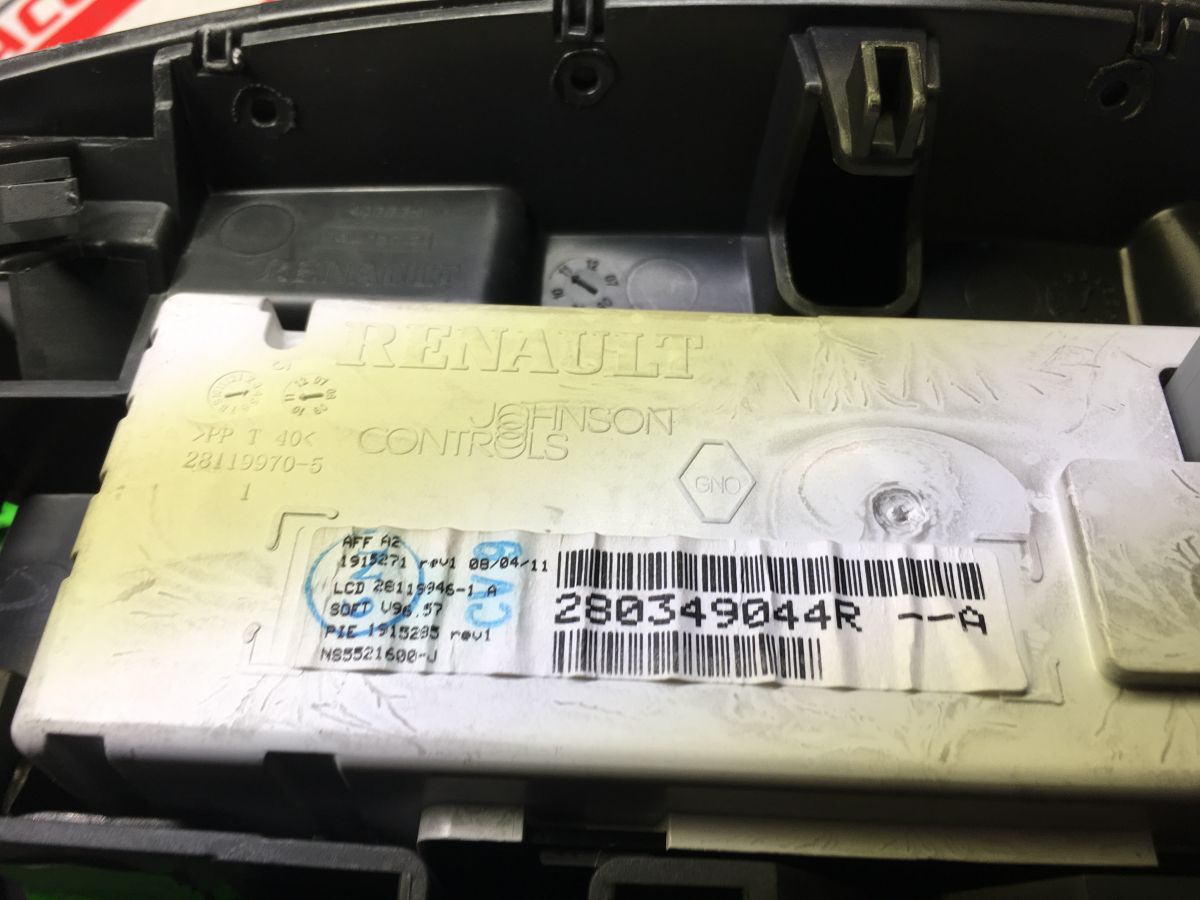 RENAULT
RENAULT
JOHNSON
CONTROLS
GNO
>PP T 40<
28119970-5
1
AFF A2
1915271 rev1 08/04/11
LCD 28119946-1 A
SOFT V96.57
PIE 1915285 rev1
NS5521600-J
CV9
280349044R --A